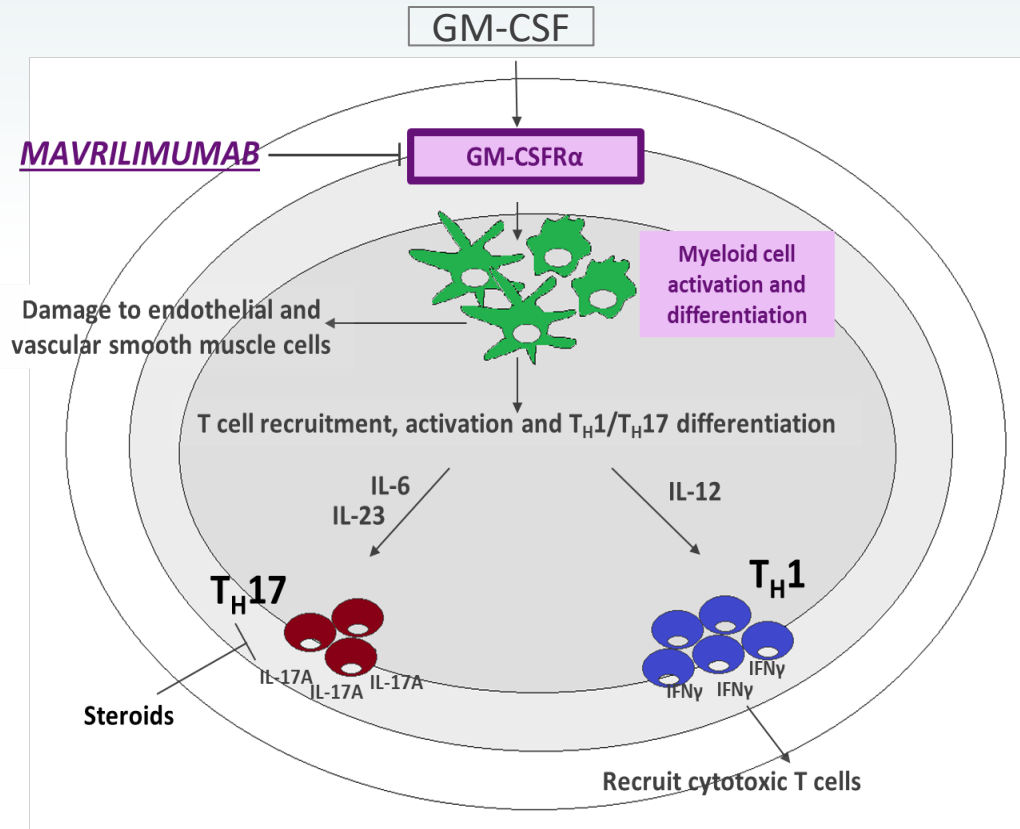 GM-CSF
MAVRILIMUMAB
GM-CSFRα
Myeloid cell
activation and
differentiation
Damage to endothelial and
vascular smooth muscle cells
T cell recruitment, activation and TH1/TH17 differentiation
IL-6
IL-23
IL-12
TH17
TH1
IL-17A
IL-17A
IL-17A
IFNγ
IFNγ
IFNγ
Steroids
Recruit cytotoxic T cells